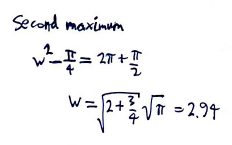 Second maximum
w² - π/4 = 2π + π/2
w = √(2 + 3/4) √π = 2.94